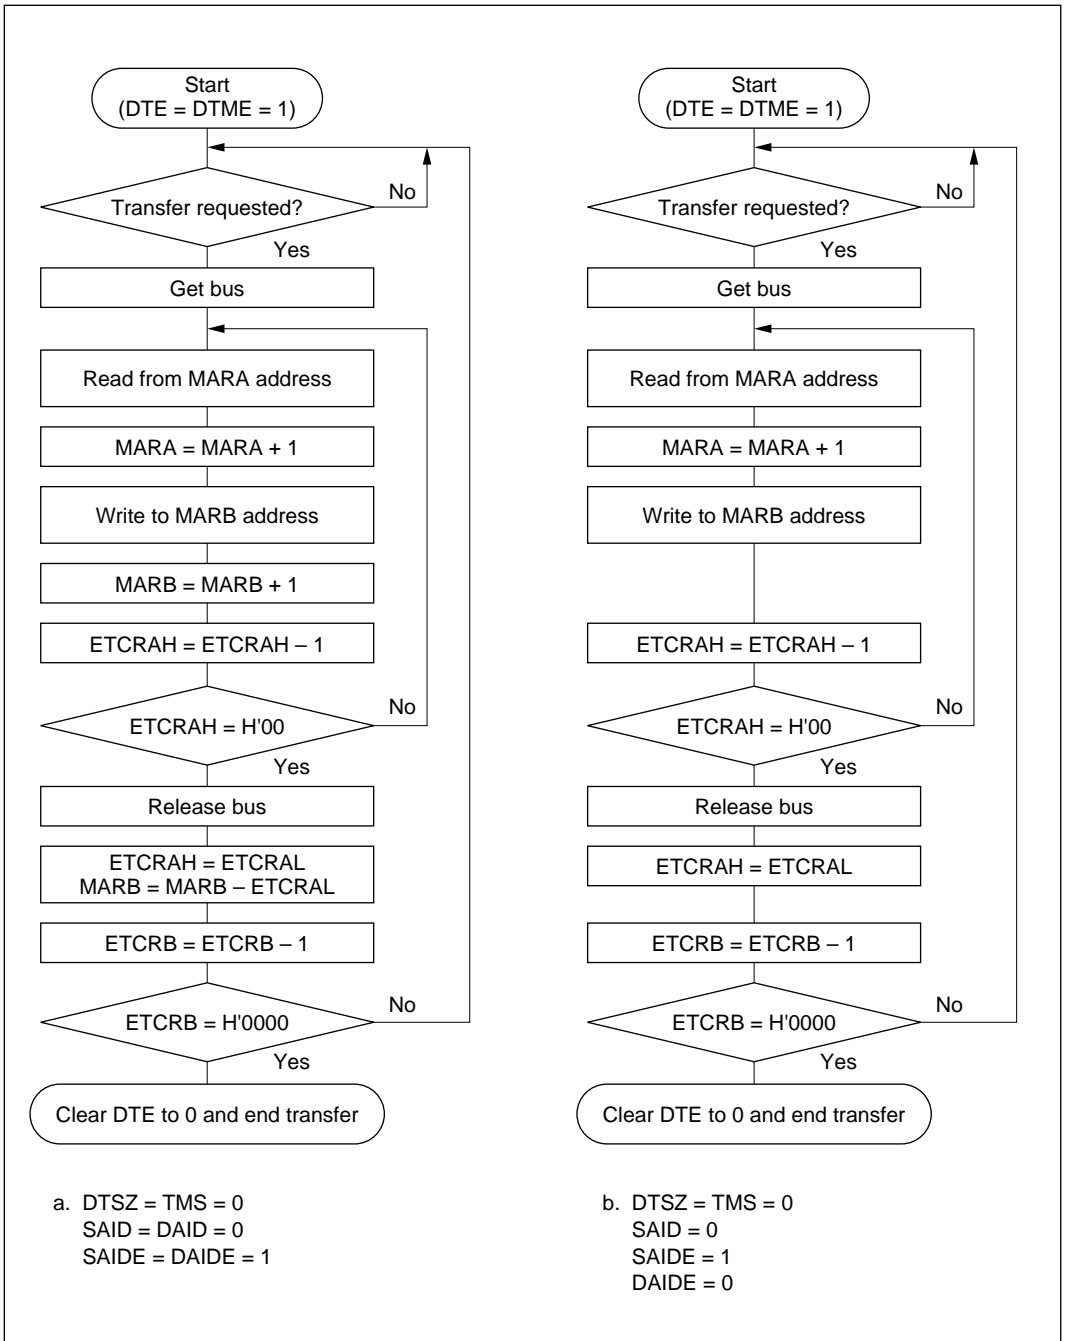 Start
(DTE = DTME = 1)
Transfer requested?
No
Yes
Get bus
Read from MARA address
MARA = MARA + 1
Write to MARB address
MARB = MARB + 1
ETCRAH = ETCRAH – 1
ETCRAH = H'00
No
Yes
Release bus
ETCRAH = ETCRAL
MARB = MARB – ETCRAL
ETCRB = ETCRB – 1
ETCRB = H'0000
No
Yes
Clear DTE to 0 and end transfer
a. DTSZ = TMS = 0
SAID = DAID = 0
SAIDE = DAIDE = 1
Start
(DTE = DTME = 1)
Transfer requested?
No
Yes
Get bus
Read from MARA address
MARA = MARA + 1
Write to MARB address
ETCRAH = ETCRAH – 1
ETCRAH = H'00
No
Yes
Release bus
ETCRAH = ETCRAL
ETCRB = ETCRB – 1
ETCRB = H'0000
No
Yes
Clear DTE to 0 and end transfer
b. DTSZ = TMS = 0
SAID = 0
SAIDE = 1
DAIDE = 0